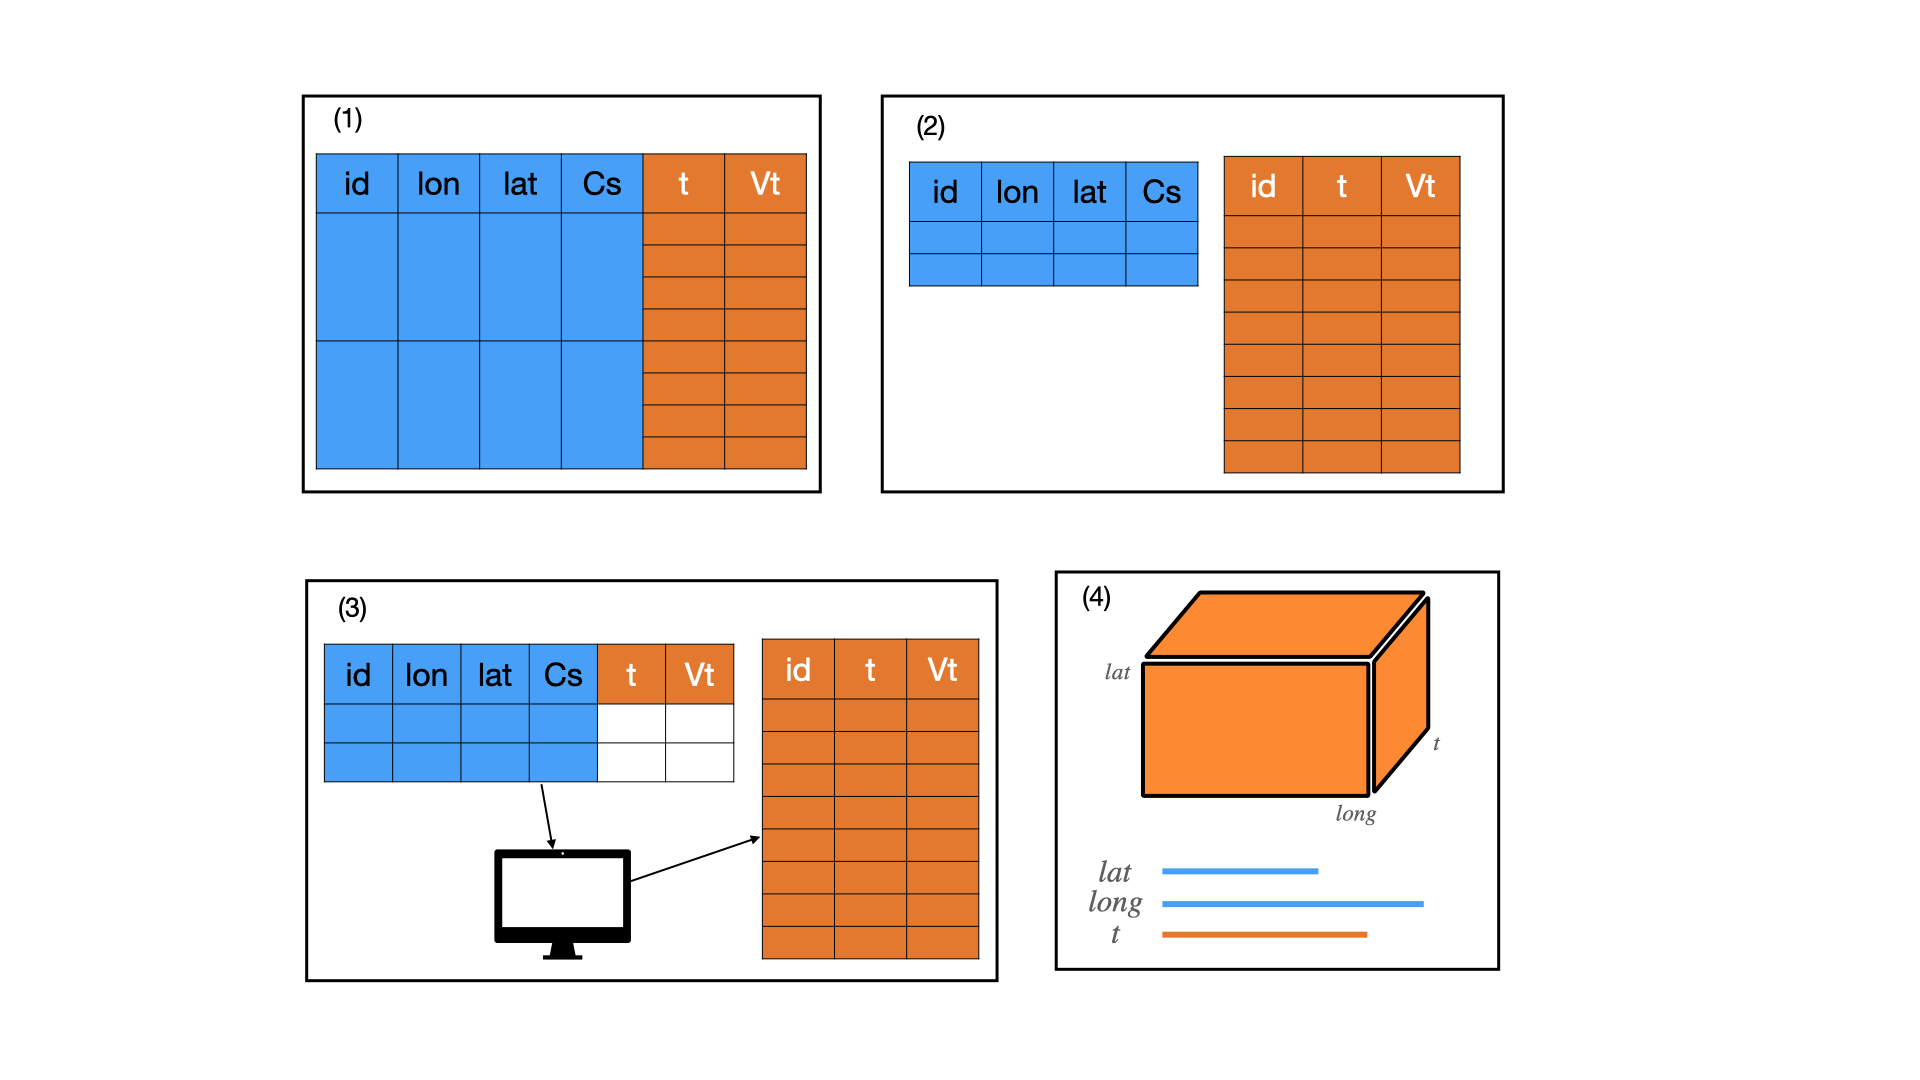 (1)
id lon lat Cs t Vt
(2)
id lon lat Cs
id t Vt
(3)
id lon lat Cs t Vt
id t Vt
(4)
lat
t
long
lat
long
t